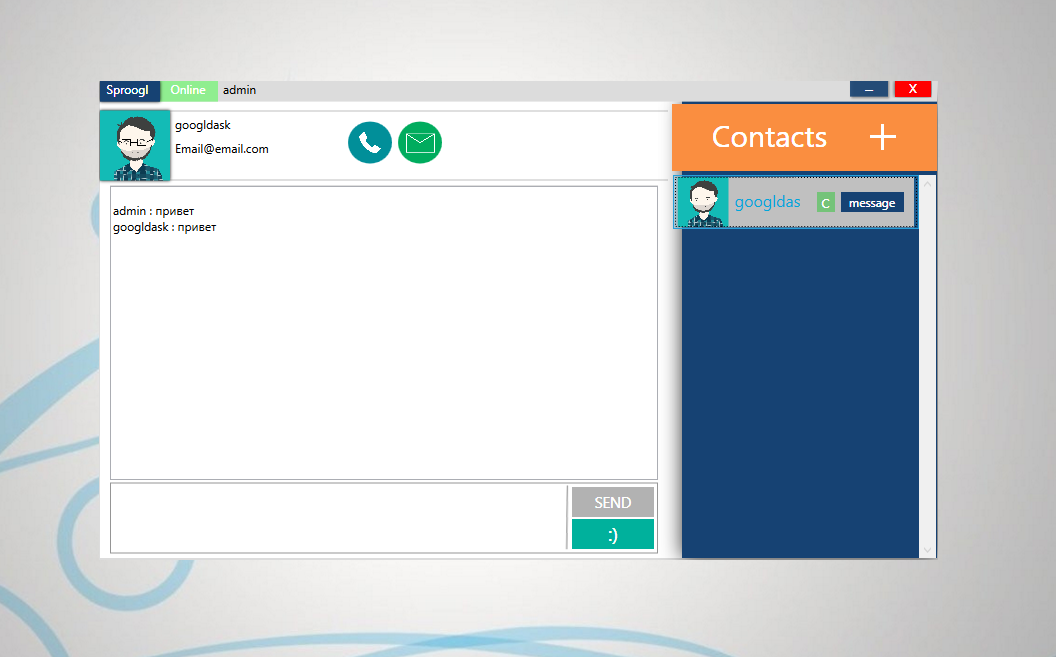 Sproogl Online admin
– X
googldask
Email@email.com
Contacts +
googldas C message
admin : привет
googldask : привет
SEND
:)